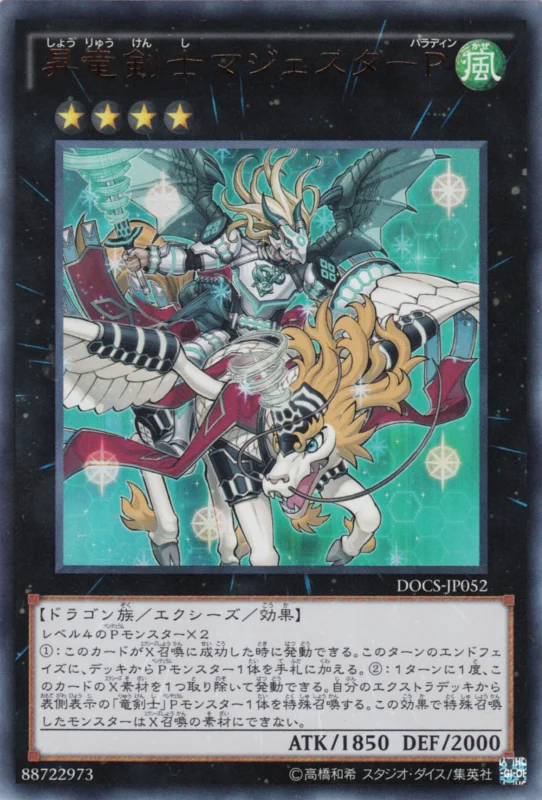 昇竜剣士マジェスターP
しょうりゅうけんし パラディン
風
かぜ
DOCS-JP052
【ドラゴン族／エクシーズ／効果】
レベル4のPモンスター×2
①：このカードがX召喚に成功した時に発動できる。このターンのエンドフェ
イズに、デッキからPモンスター1体を手札に加える。②：1ターンに1度、こ
のカードのX素材を1つ取り除いて発動できる。自分のエクストラデッキから
表側表示の「竜剣士」Pモンスター1体を特殊召喚する。この効果で特殊召喚
したモンスターはX召喚の素材にできない。
ATK/1850 DEF/2000
88722973
©高橋和希 スタジオ・ダイス/集英社